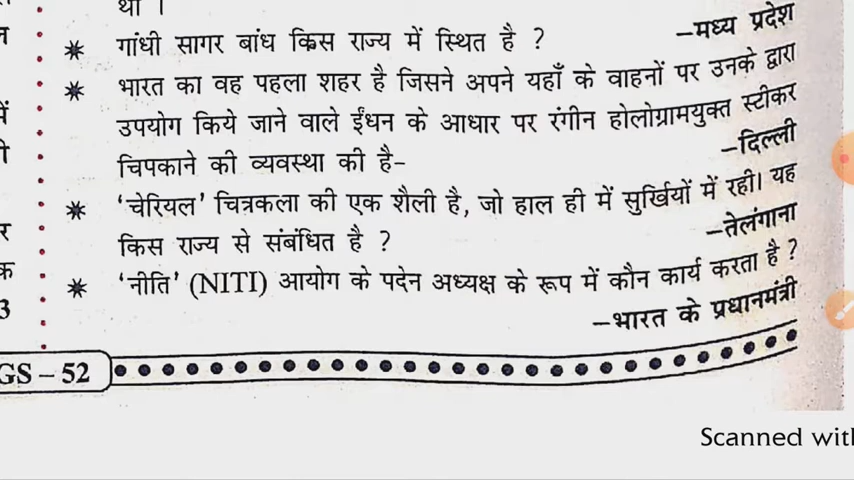 था ।
* गांधी सागर बांध किस राज्य में स्थित है ?
–मध्य प्रदेश
* भारत का वह पहला शहर है जिसने अपने यहाँ के वाहनों पर उनके द्वारा
उपयोग किये जाने वाले ईंधन के आधार पर रंगीन होलोग्रामयुक्त स्टीकर
चिपकाने की व्यवस्था की है–
–दिल्ली
* ‘चेरियल’ चित्रकला की एक शैली है, जो हाल ही में सुर्खियों में रही। यह
किस राज्य से संबंधित है ?
–तेलंगाना
* ‘नीति’ (NITI) आयोग के पदेन अध्यक्ष के रूप में कौन कार्य करता है ?
–भारत के प्रधानमंत्री
क
3
GS – 52
Scanned with